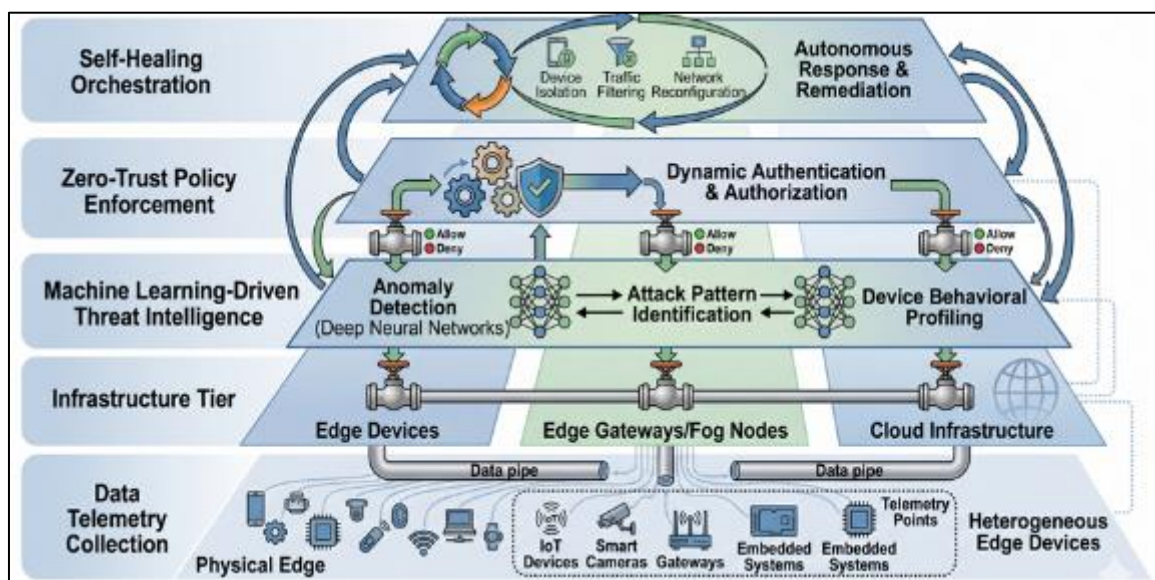 Self-Healing
Orchestration
Device
Isolation
Traffic
Filtering
Network
Reconfiguration
Autonomous
Response &
Remediation
Zero-Trust Policy
Enforcement
Dynamic Authentication
& Authorization
Allow
Deny
Allow
Deny
Allow
Deny
Machine Learning-Driven
Threat Intelligence
Anomaly
Detection
(Deep Neural Networks)
Attack Pattern
Identification
Device Behavioral
Profiling
Infrastructure Tier
Edge Devices
Edge Gateways/Fog Nodes
Cloud Infrastructure
Data pipe
Data pipe
Data
Telemetry
Collection
Physical Edge
IoT
Devices
Smart
Cameras
Gateways
Embedded
Systems
Embedded
Systems
Telemetry
Points
Heterogeneous
Edge Devices